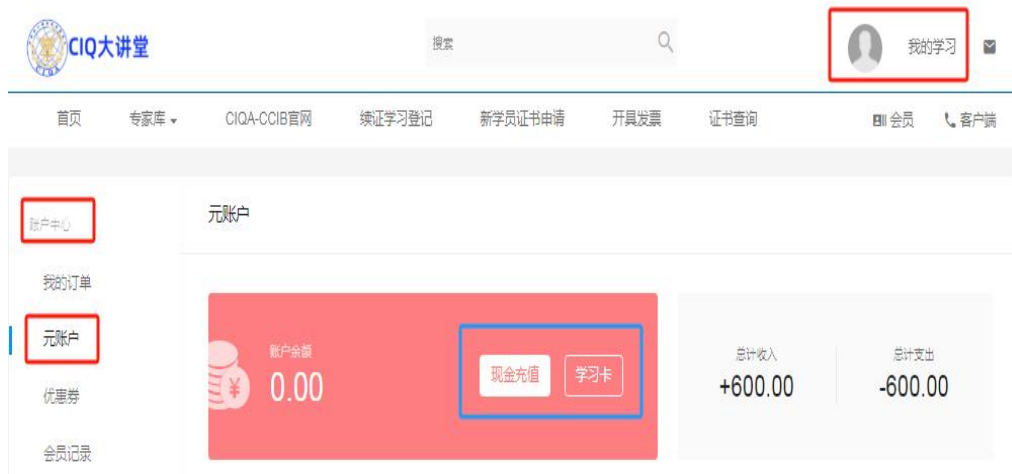 CIQ大讲堂
搜索
我的学习
首页 专家库 CIQA-CCIB官网 续证学习登记 新学员证书申请 开具发票 证书查询 会员 客户端
账户中心
元账户
我的订单
元账户
优惠券
会员记录
账户余额
¥ 0.00
现金充值 学习卡
总计收入 总计支出
+600.00 -600.00